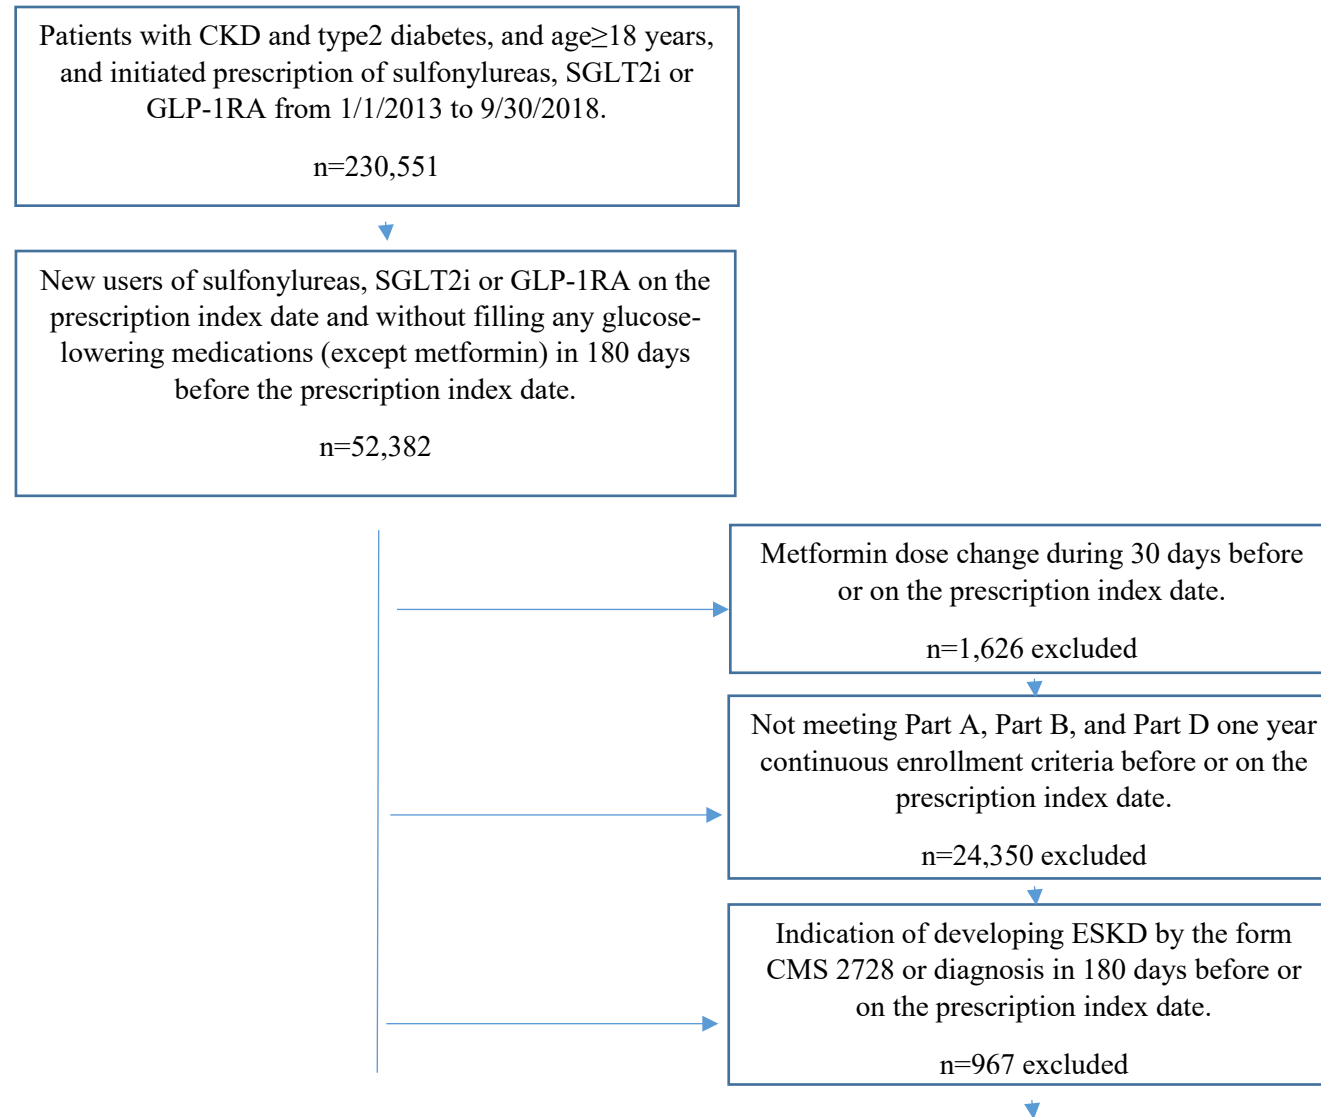 Patients with CKD and type2 diabetes, and age≥18 years,
and initiated prescription of sulfonylureas, SGLT2i or
GLP-1RA from 1/1/2013 to 9/30/2018.
n=230,551
New users of sulfonylureas, SGLT2i or GLP-1RA on the
prescription index date and without filling any glucose-
lowering medications (except metformin) in 180 days
before the prescription index date.
n=52,382
Metformin dose change during 30 days before
or on the prescription index date.
n=1,626 excluded
Not meeting Part A, Part B, and Part D one year
continuous enrollment criteria before or on the
prescription index date.
n=24,350 excluded
Indication of developing ESKD by the form
CMS 2728 or diagnosis in 180 days before or
on the prescription index date.
n=967 excluded